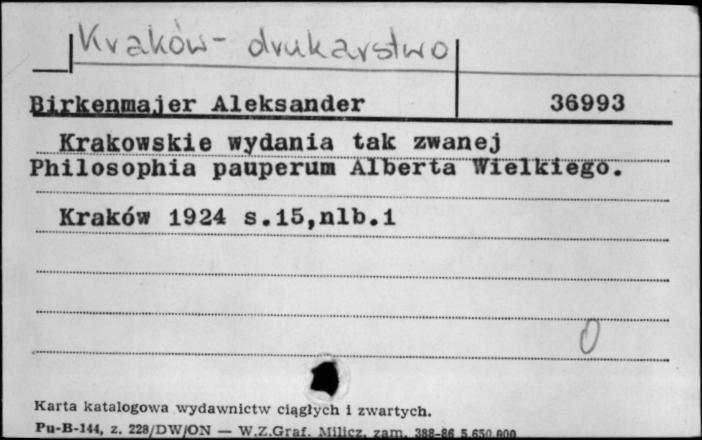 Kraków - drukarstwo
Birkenmajer Aleksander 36993
Krakowskie wydania tak zwanej
Philosophia pauperum Alberta Wielkiego.
Kraków 1924 s.15,nlb.1
0
Karta katalogowa wydawnictw ciągłych i zwartych.
Pu-B-144, z. 228/DW/ON — W.Z.Graf. Milicz, zam. 388-86 5.650.000